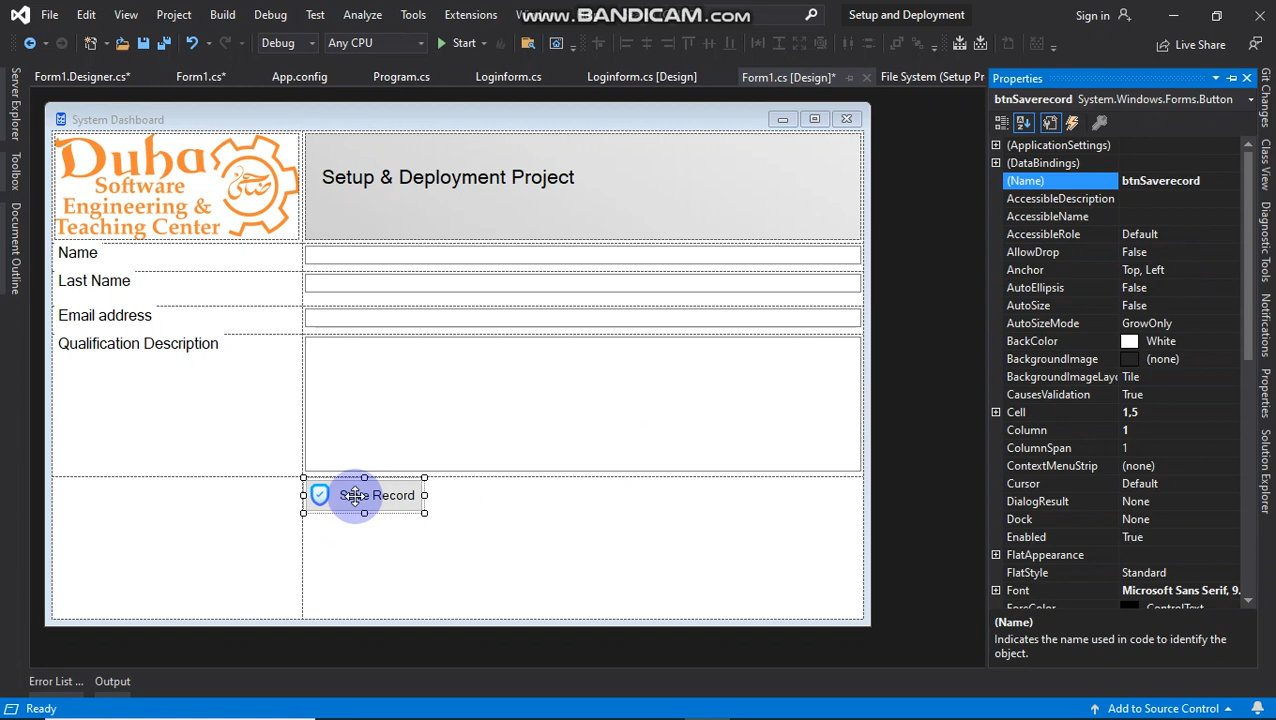 File Edit View Project Build Debug Test Analyze Tools Extensions W www.BANDICAM.com Setup and Deployment Sign in
Debug Any CPU Start Live Share
Form1.Designer.cs* Form1.cs* App.config Program.cs Loginform.cs Loginform.cs [Design] Form1.cs [Design]* File System (Setup Pr
Server Explorer
Toolbox
Document Outline
System Dashboard
Duha
Software
Engineering &
Teaching Center
ضحیٰ
Setup & Deployment Project
Name
Last Name
Email address
Qualification Description
Save Record
Properties
btnSaverecord System.Windows.Forms.Button
(ApplicationSettings)
(DataBindings)
(Name) btnSaverecord
AccessibleDescription
AccessibleName
AccessibleRole Default
AllowDrop False
Anchor Top, Left
AutoEllipsis False
AutoSize False
AutoSizeMode GrowOnly
BackColor White
BackgroundImage (none)
BackgroundImageLayc Tile
CausesValidation True
Cell 1,5
Column 1
ColumnSpan 1
ContextMenuStrip (none)
Cursor Default
DialogResult None
Dock None
Enabled True
FlatAppearance
FlatStyle Standard
Font Microsoft Sans Serif, 9.
ForeColor ControlText
(Name)
Indicates the name used in code to identify the
object.
Git Changes
Class View
Diagnostic Tools
Notifications
Properties
Solution Explorer
Error List ... Output
Ready Add to Source Control